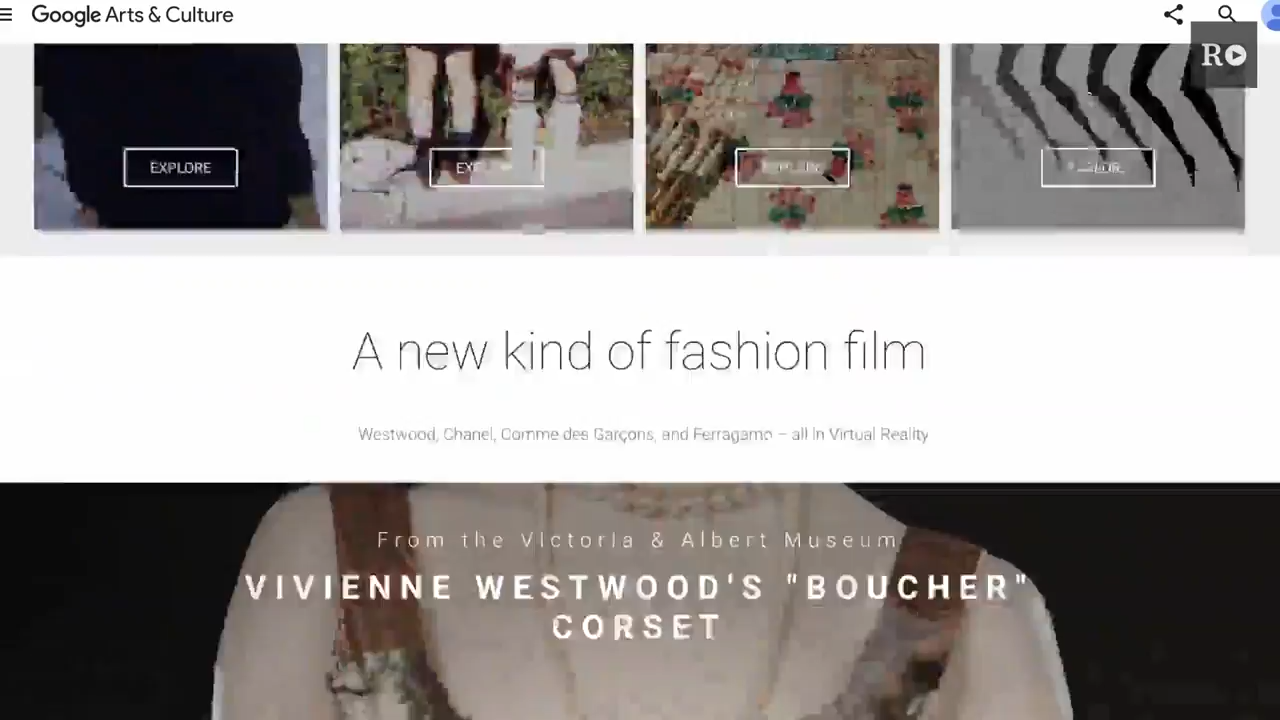 Google Arts & Culture
R
EXPLORE
A new kind of fashion film
Westwood, Chanel, Comme des Garçons, and Ferragamo – all in Virtual Reality
From the Victoria & Albert Museum
VIVIENNE WESTWOOD'S "BOUCHER"
CORSET